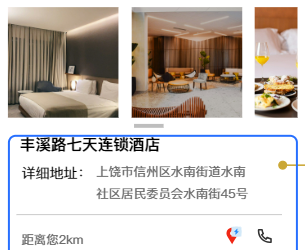 丰溪路七天连锁酒店
详细地址： 上饶市信州区水南街道水南
社区居民委员会水南街45号
距离您2km